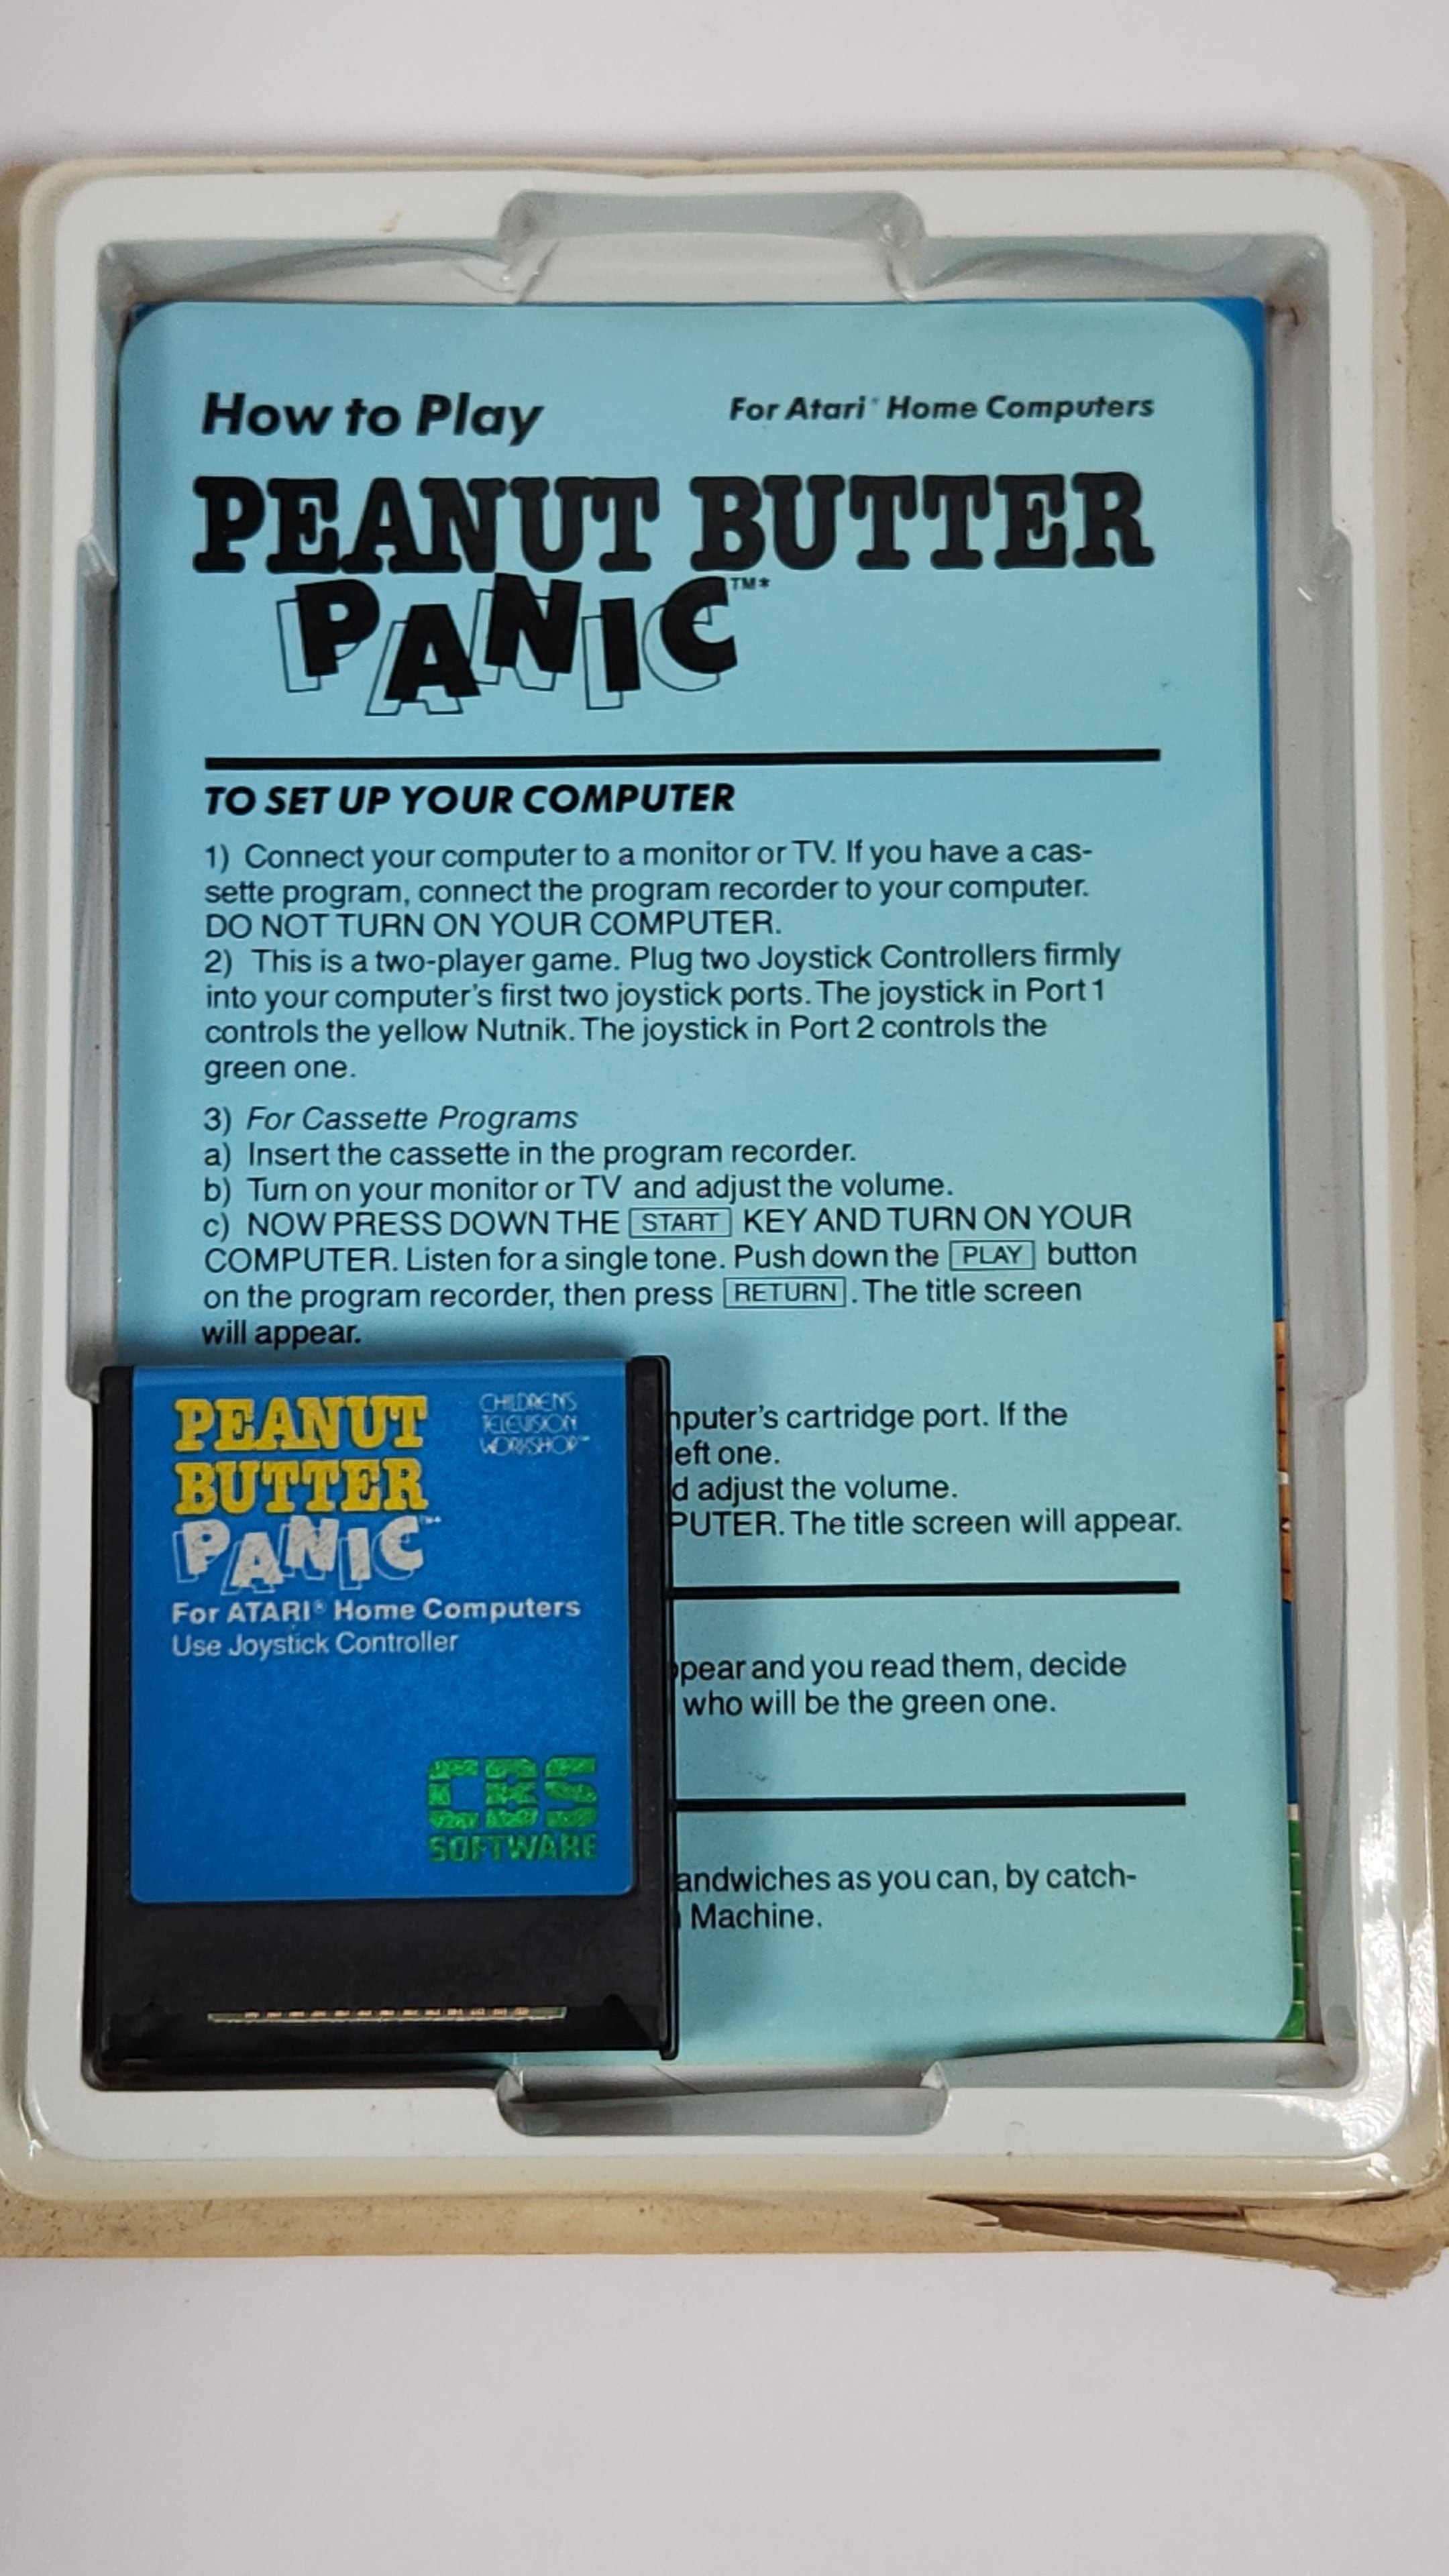 How to Play
For Atari® Home Computers
PEANUT BUTTER
PANIC™*
TO SET UP YOUR COMPUTER
1) Connect your computer to a monitor or TV. If you have a cas-
sette program, connect the program recorder to your computer.
DO NOT TURN ON YOUR COMPUTER.
2) This is a two-player game. Plug two Joystick Controllers firmly
into your computer's first two joystick ports. The joystick in Port 1
controls the yellow Nutnik. The joystick in Port 2 controls the
green one.
3) For Cassette Programs
a) Insert the cassette in the program recorder.
b) Turn on your monitor or TV and adjust the volume.
c) NOW PRESS DOWN THE START KEY AND TURN ON YOUR
COMPUTER. Listen for a single tone. Push down the PLAY button
on the program recorder, then press RETURN. The title screen
will appear.
cartridge port. If the
one.
adjust the volume.
The title screen will appear.
and you read them, decide
who will be the green one.
as you can, by catch-
Machine.
PEANUT
BUTTER
PANIC™*
CHILDREN'S
TELEVISION
WORKSHOP™
For ATARI® Home Computers
Use Joystick Controller
CBS
SOFTWARE